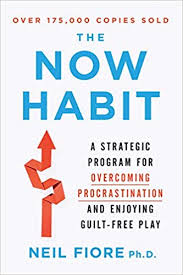 OVER 175,000 COPIES SOLD
THE
NOW
HABIT
A STRATEGIC
PROGRAM FOR
OVERCOMING
PROCRASTINATION
AND ENJOYING
GUILT-FREE PLAY
NEIL FIORE Ph.D.